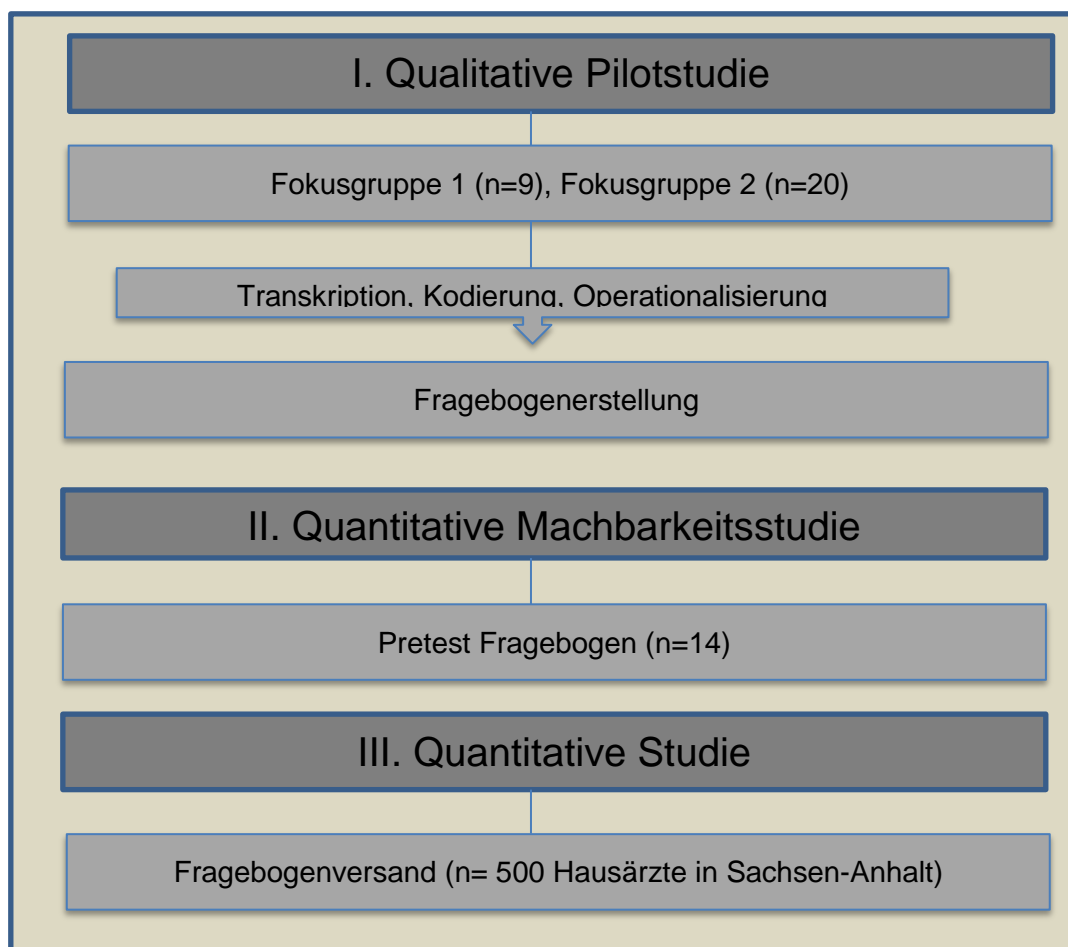 I. Qualitative Pilotstudie
Fokusgruppe 1 (n=9), Fokusgruppe 2 (n=20)
Transkription, Kodierung, Operationalisierung
Fragebogenerstellung
II. Quantitative Machbarkeitsstudie
Pretest Fragebogen (n=14)
III. Quantitative Studie
Fragebogenversand (n= 500 Hausärzte in Sachsen-Anhalt)